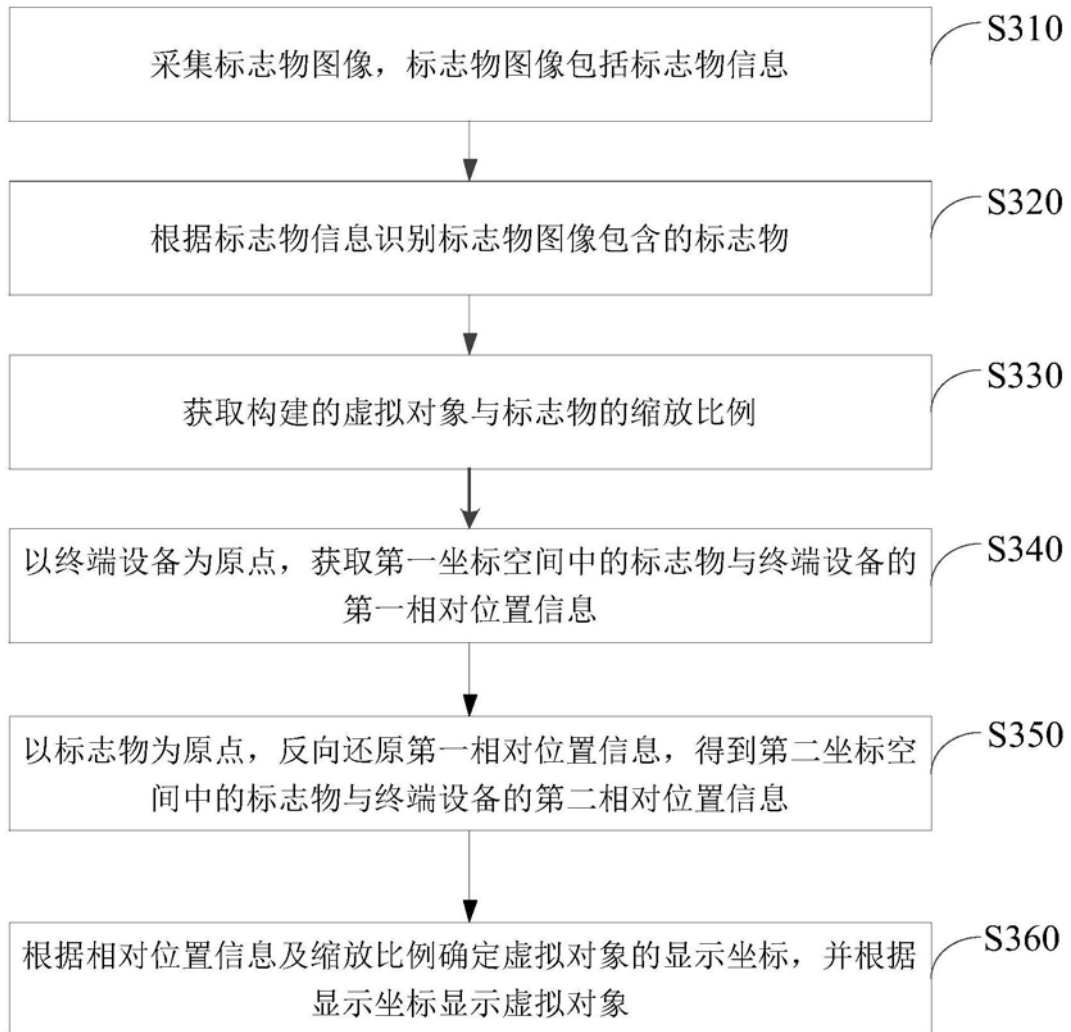 采集标志物图像，标志物图像包括标志物信息
S310
根据标志物信息识别标志物图像包含的标志物
S320
获取构建的虚拟对象与标志物的缩放比例
S330
以终端设备为原点，获取第一坐标空间中的标志物与终端设备的
第一相对位置信息
S340
以标志物为原点，反向还原第一相对位置信息，得到第二坐标空
间中的标志物与终端设备的第二相对位置信息
S350
根据相对位置信息及缩放比例确定虚拟对象的显示坐标，并根据
显示坐标显示虚拟对象
S360